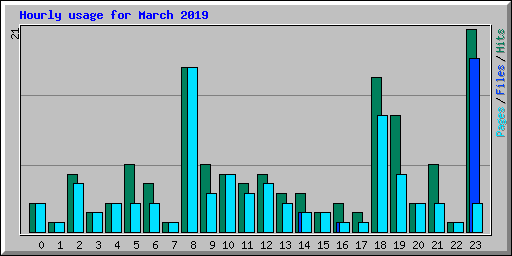 Hourly usage for March 2019
21
Pages / Files / Hits
0 1 2 3 4 5 6 7 8 9 10 11 12 13 14 15 16 17 18 19 20 21 22 23